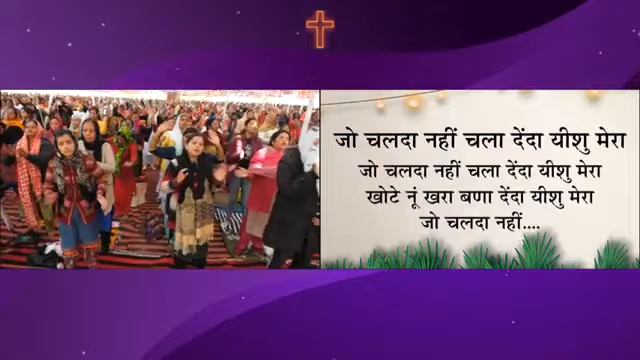 जो चलदा नहीं चला देंदा यीशु मेरा
जो चलदा नहीं चला देंदा यीशु मेरा
खोटे नूं खरा बणा देंदा यीशु मेरा
जो चलदा नहीं....